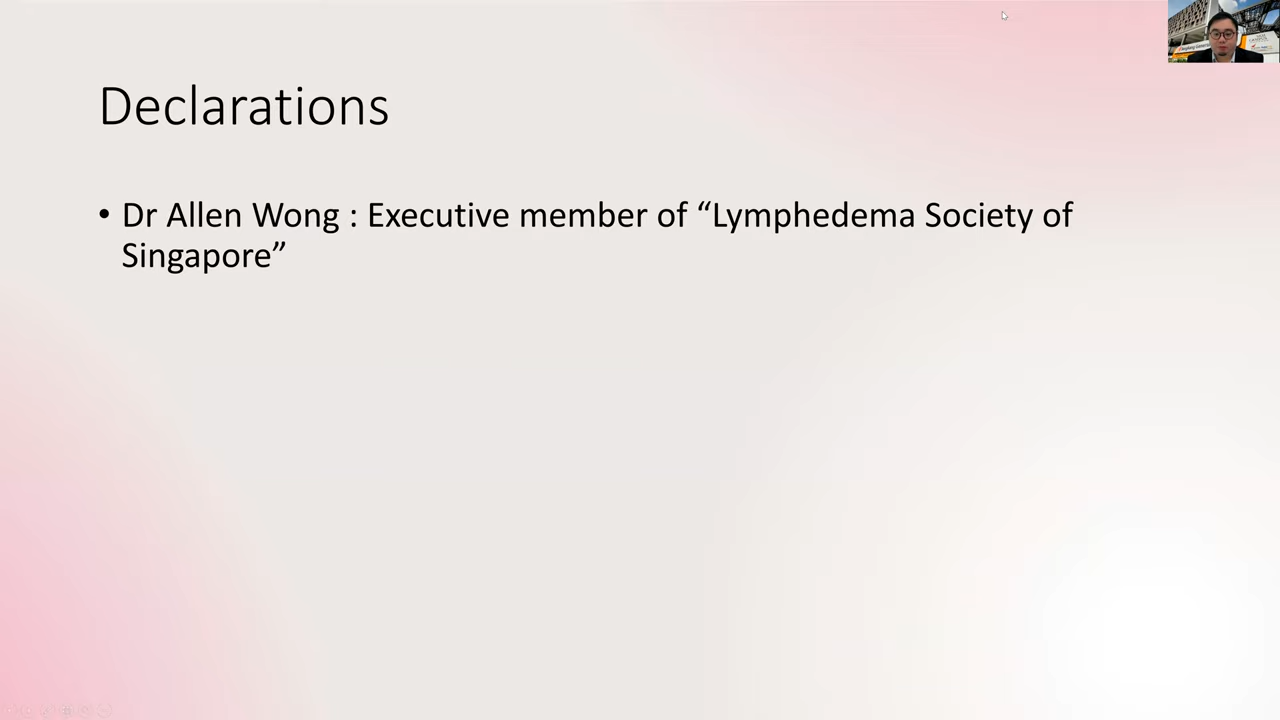 Declarations
• Dr Allen Wong : Executive member of “Lymphedema Society of
Singapore”